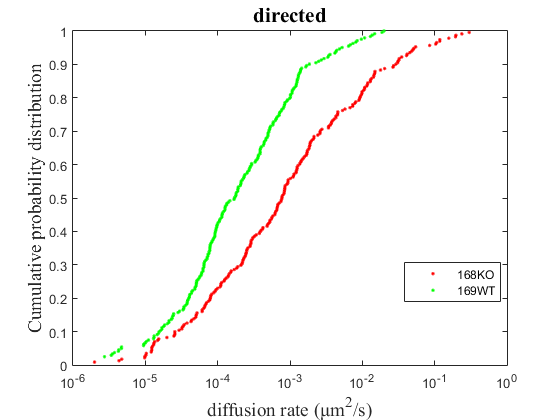 directed
Cumulative probability distribution
1
0.9
0.8
0.7
0.6
0.5
0.4
0.3
0.2
0.1
0
168KO
169WT
10^-6 10^-5 10^-4 10^-3 10^-2 10^-1 10^0
diffusion rate (μm^2/s)